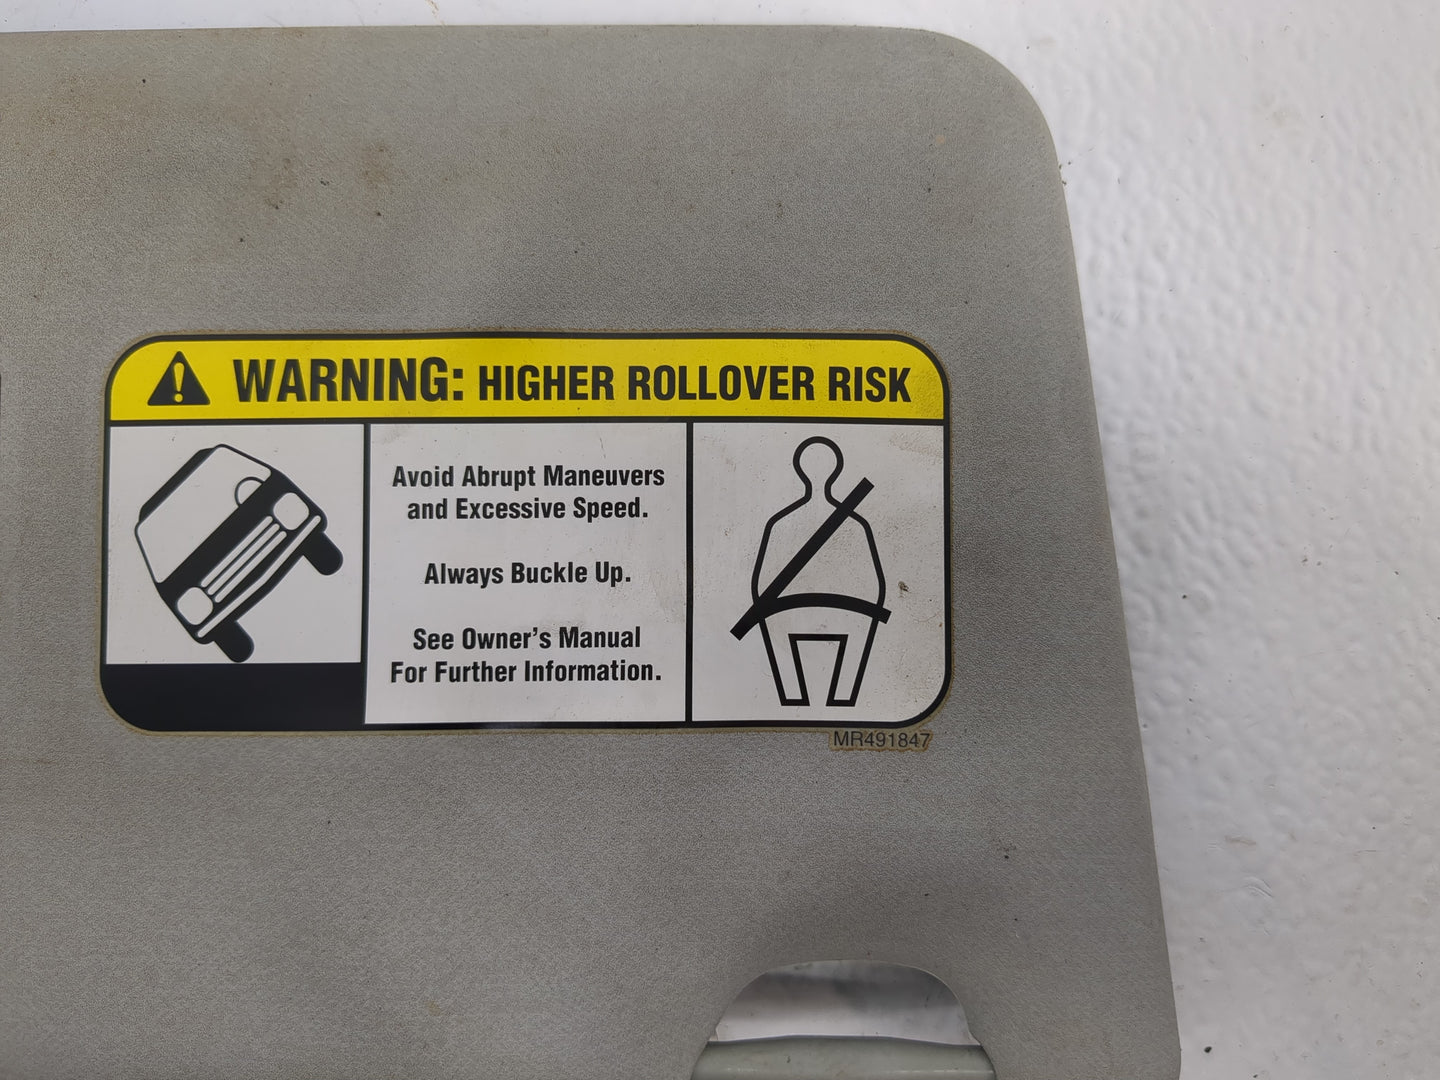 WARNING: HIGHER ROLLOVER RISK
Avoid Abrupt Maneuvers
and Excessive Speed.
Always Buckle Up.
See Owner's Manual
For Further Information.
MR491847